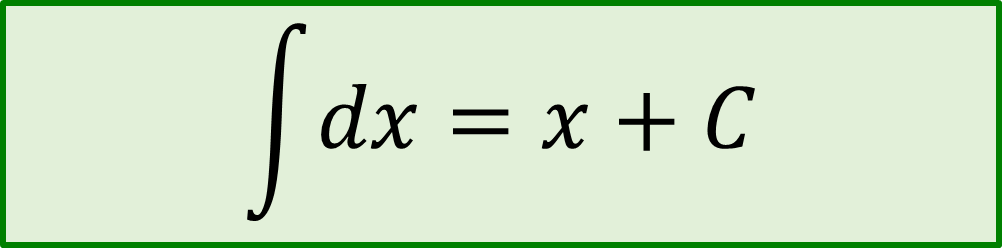 ∫ dx = x + C